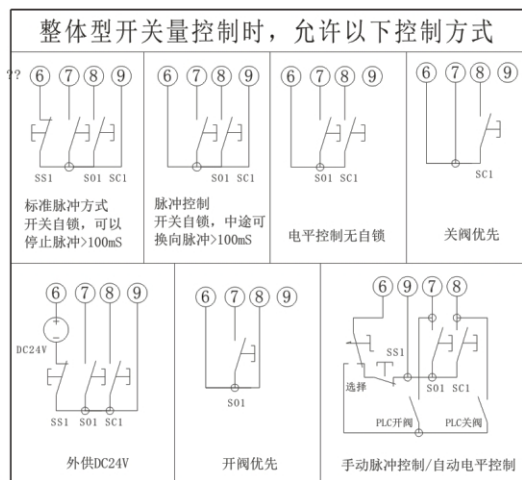 整体型开关量控制时，允许以下控制方式
??
⑥ ⑦ ⑧ ⑨
SS1 SO1 SC1
标准脉冲方式
开关自锁，可以
停止脉冲>100mS
⑥ ⑦ ⑧ ⑨
SO1 SC1
脉冲控制
开关自锁，中途可
换向脉冲>100mS
⑥ ⑦ ⑧ ⑨
SO1 SC1
电平控制无自锁
⑥ ⑦ ⑧ ⑨
SC1
关阀优先
⑥ ⑦ ⑧ ⑨
DC24V
SS1 SO1 SC1
外供DC24V
⑥ ⑦ ⑧ ⑨
SO1
开阀优先
⑥ ⑨ ⑦ ⑧
SS1
选择
SO1 SC1
PLC开阀 PLC关阀
手动脉冲控制/自动电平控制